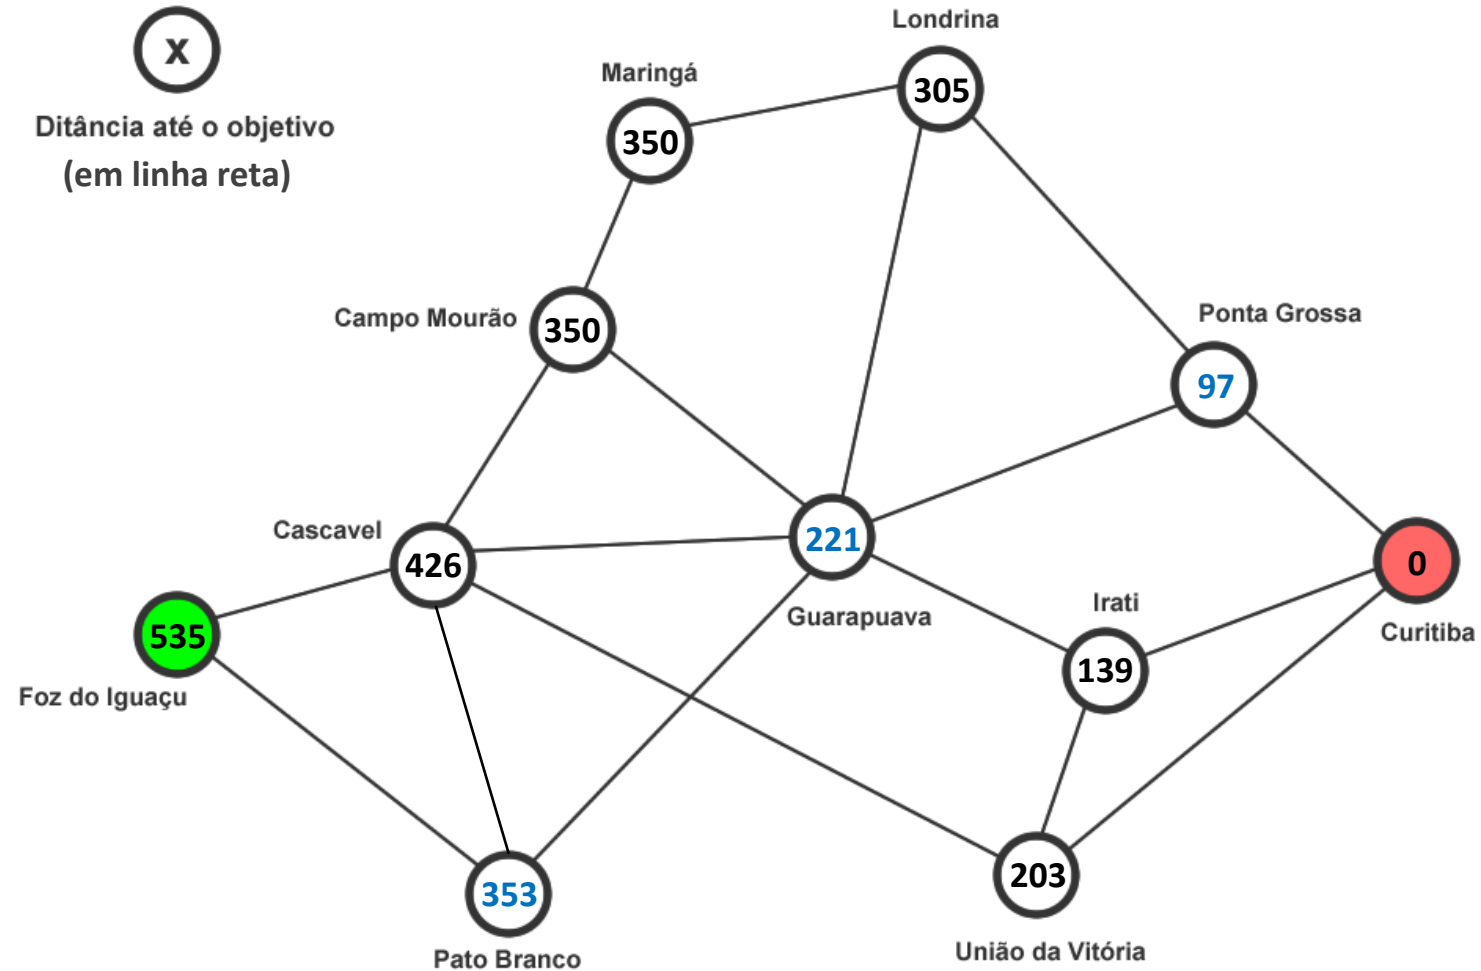 x
Ditância até o objetivo
(em linha reta)
Londrina
305
Maringá
350
Campo Mourão
350
Ponta Grossa
97
Cascavel
426
221
Guarapuava
Irati
139
0
Curitiba
535
Foz do Iguaçu
353
Pato Branco
203
União da Vitória